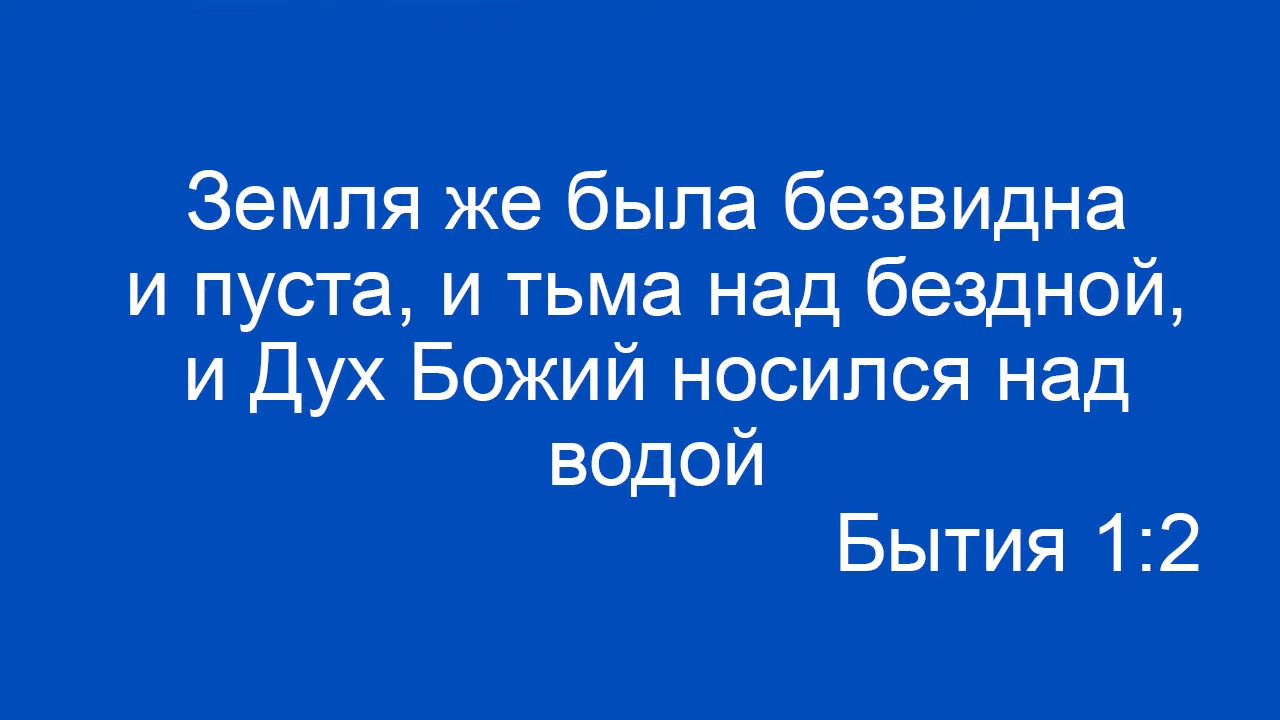 Земля же была безвидна
и пуста, и тьма над бездной,
и Дух Божий носился над
водой
Бытия 1:2